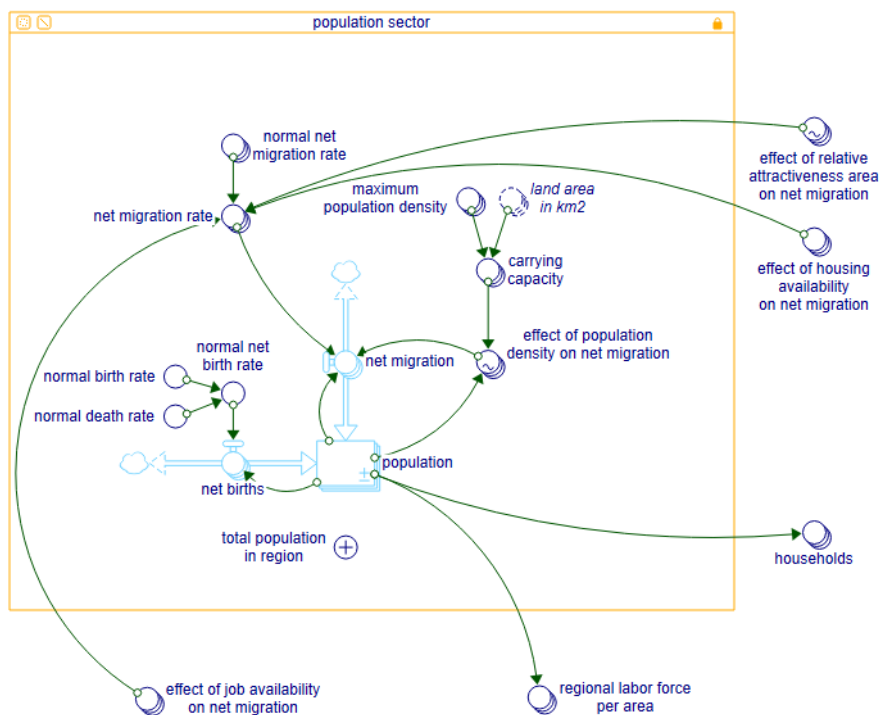 population sector
normal net
migration rate
effect of relative
attractiveness area
on net migration
maximum
population density
land area
in km2
net migration rate
carrying
capacity
effect of housing
availability
on net migration
effect of population
density on net migration
normal net
birth rate
net migration
normal birth rate
normal death rate
population
±
net births
total population
in region
households
effect of job availability
on net migration
regional labor force
per area